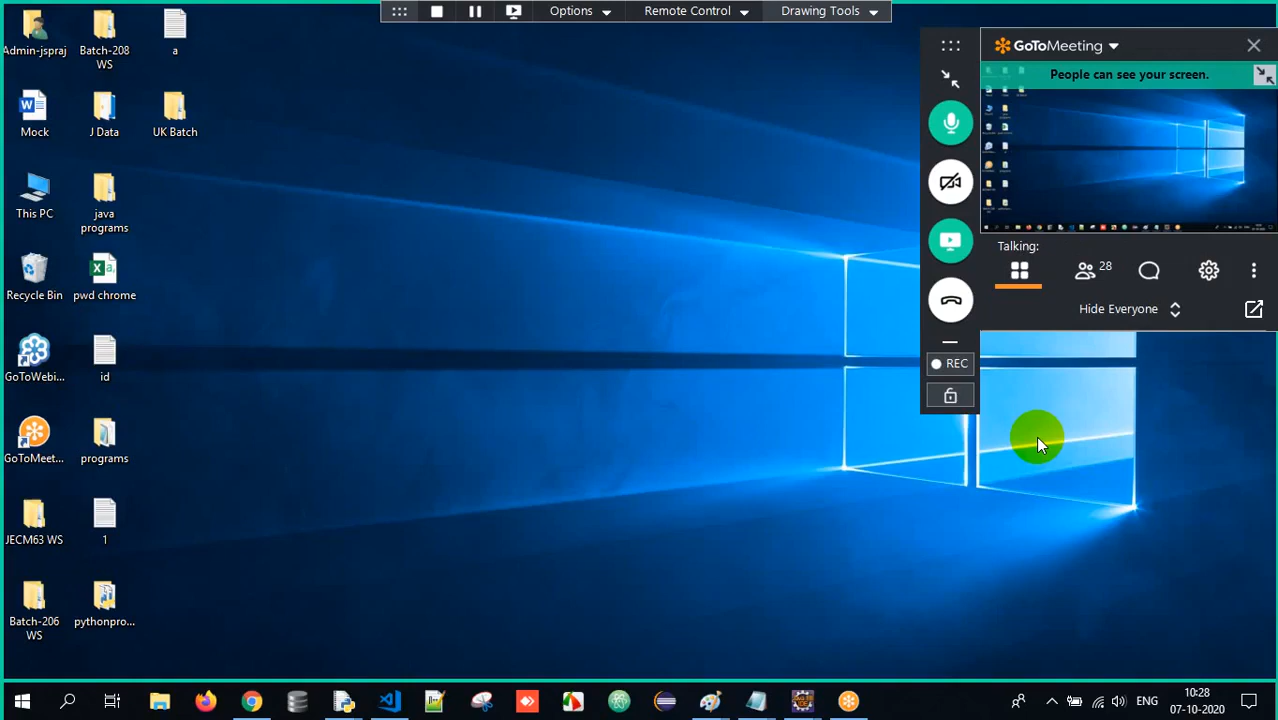 Options
Remote Control
Drawing Tools
GoToMeeting
People can see your screen.
Talking:
28
Hide Everyone
REC
Admin-jspraj
Batch-208
WS
a
Mock
J Data
UK Batch
This PC
java
programs
Recycle Bin
pwd chrome
GoToWebi...
id
GoToMeet...
programs
JECM63 WS
1
Batch-206
WS
pythonpro...
ENG
10:28
07-10-2020